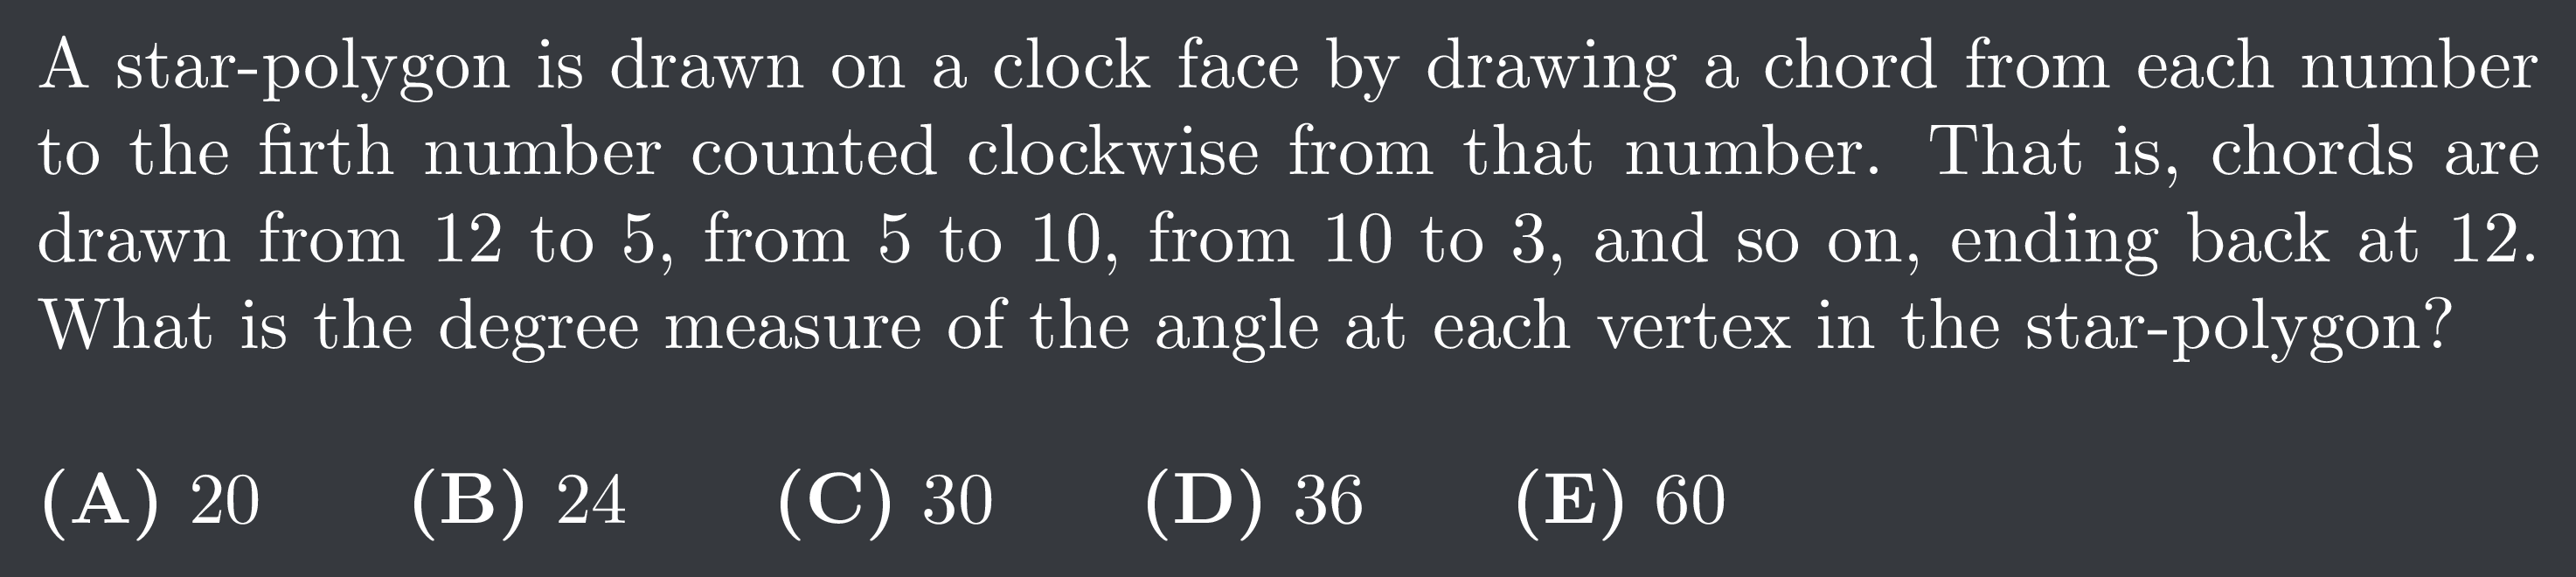 A star-polygon is drawn on a clock face by drawing a chord from each number
to the firth number counted clockwise from that number. That is, chords are
drawn from 12 to 5, from 5 to 10, from 10 to 3, and so on, ending back at 12.
What is the degree measure of the angle at each vertex in the star-polygon?
(A) 20 (B) 24 (C) 30 (D) 36 (E) 60